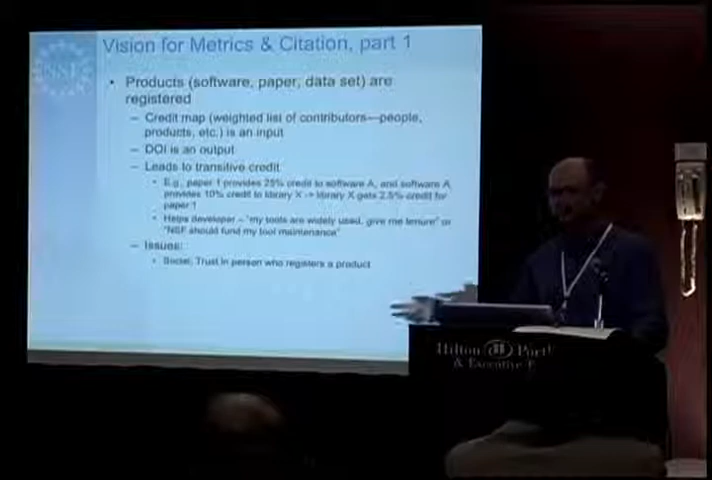 NSF
Vision for Metrics & Citation, part 1
• Products (software, paper, data set) are
registered
– Credit map (weighted list of contributors—people,
products, etc.) is an input
– DOI is an output
– Leads to transitive credit
• E.g., paper 1 provides 25% credit to software A, and software A
provides 10% credit to library X -> library X gets 2.5% credit for
paper 1
• Helps developer – "my tools are widely used, give me tenure" or
"NSF should fund my tool maintenance"
– Issues:
• Social: Trust in person who registers a product
Hilton Portl
& Executive